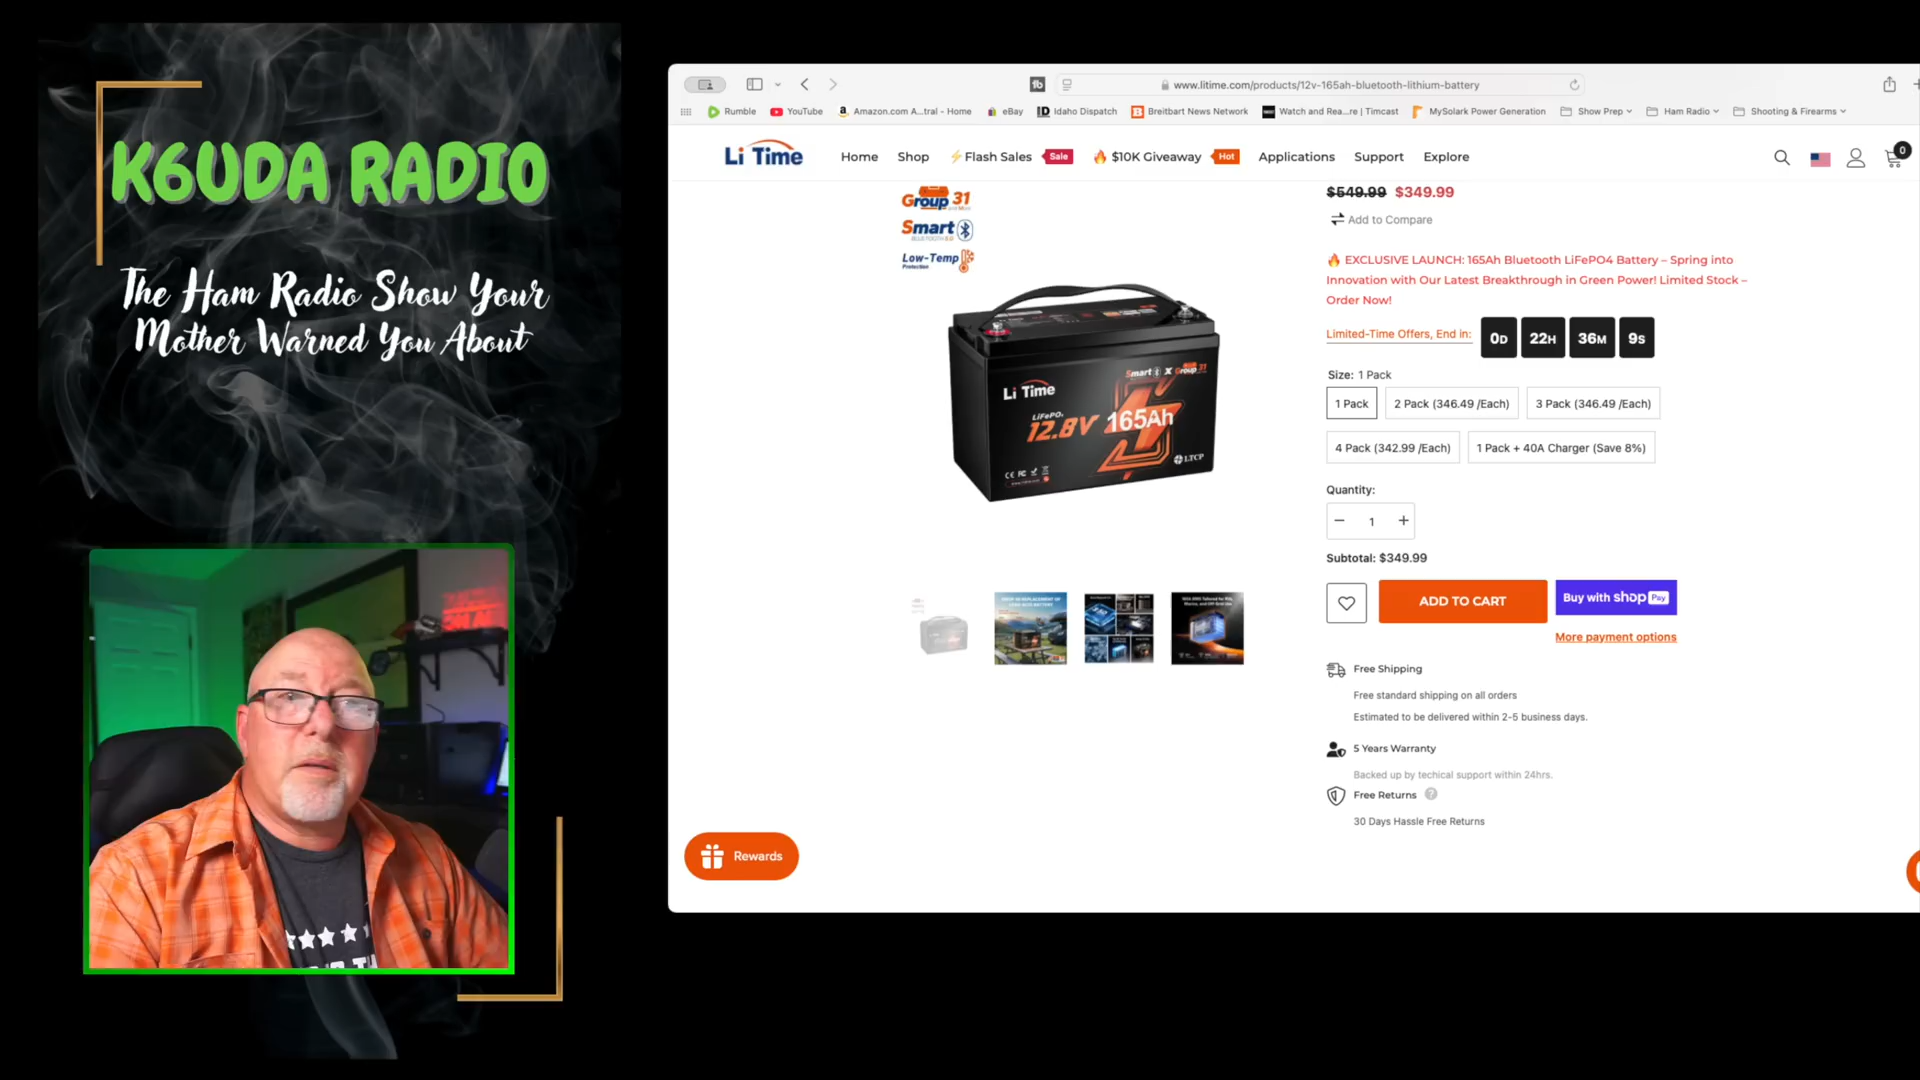 K6UDA RADIO
The Ham Radio Show Your
Mother Warned You About
www.litime.com/products/12v-165ah-bluetooth-lithium-battery
Rumble
YouTube
Amazon.com A...tral - Home
eBay
Idaho Dispatch
Breitbart News Network
Watch and Rea...re | Timcast
MySolark Power Generation
Show Prep
Ham Radio
Shooting & Firearms
Li Time
Home
Shop
Flash Sales
Sale
$10K Giveaway
Hot
Applications
Support
Explore
0
Group 31
Smart
BLUETOOTH 5.0
Low-Temp
Protection
Li Time
Smart X Group 31
LiFePO₄
12.8V 165Ah
LTCP
$549.99 $349.99
Add to Compare
EXCLUSIVE LAUNCH: 165Ah Bluetooth LiFePO4 Battery – Spring into
Innovation with Our Latest Breakthrough in Green Power! Limited Stock –
Order Now!
Limited-Time Offers, End in: 0D 22H 36M 9S
Size: 1 Pack
1 Pack
2 Pack (346.49 /Each)
3 Pack (346.49 /Each)
4 Pack (342.99 /Each)
1 Pack + 40A Charger (Save 8%)
Quantity:
− 1 +
Subtotal: $349.99
ADD TO CART
Buy with shop Pay
More payment options
Free Shipping
Free standard shipping on all orders
Estimated to be delivered within 2-5 business days.
5 Years Warranty
Backed up by techical support within 24hrs.
Free Returns ?
30 Days Hassle Free Returns
Rewards